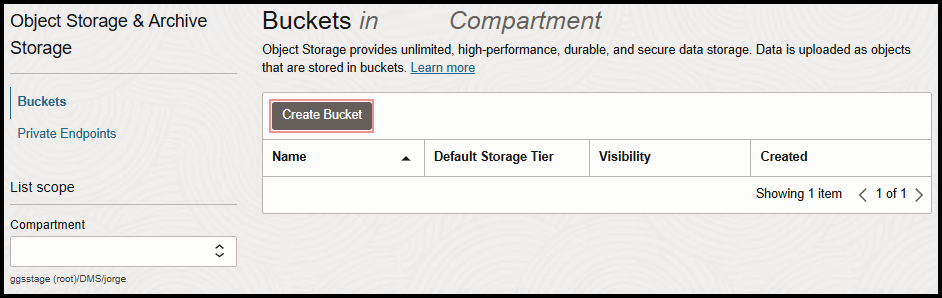 Object Storage & Archive
Storage
Buckets
Private Endpoints
List scope
Compartment
ggsstage (root)/DMS/jorge
Buckets in Compartment
Object Storage provides unlimited, high-performance, durable, and secure data storage. Data is uploaded as objects
that are stored in buckets. Learn more
Create Bucket
Name Default Storage Tier Visibility Created
Showing 1 item 1 of 1